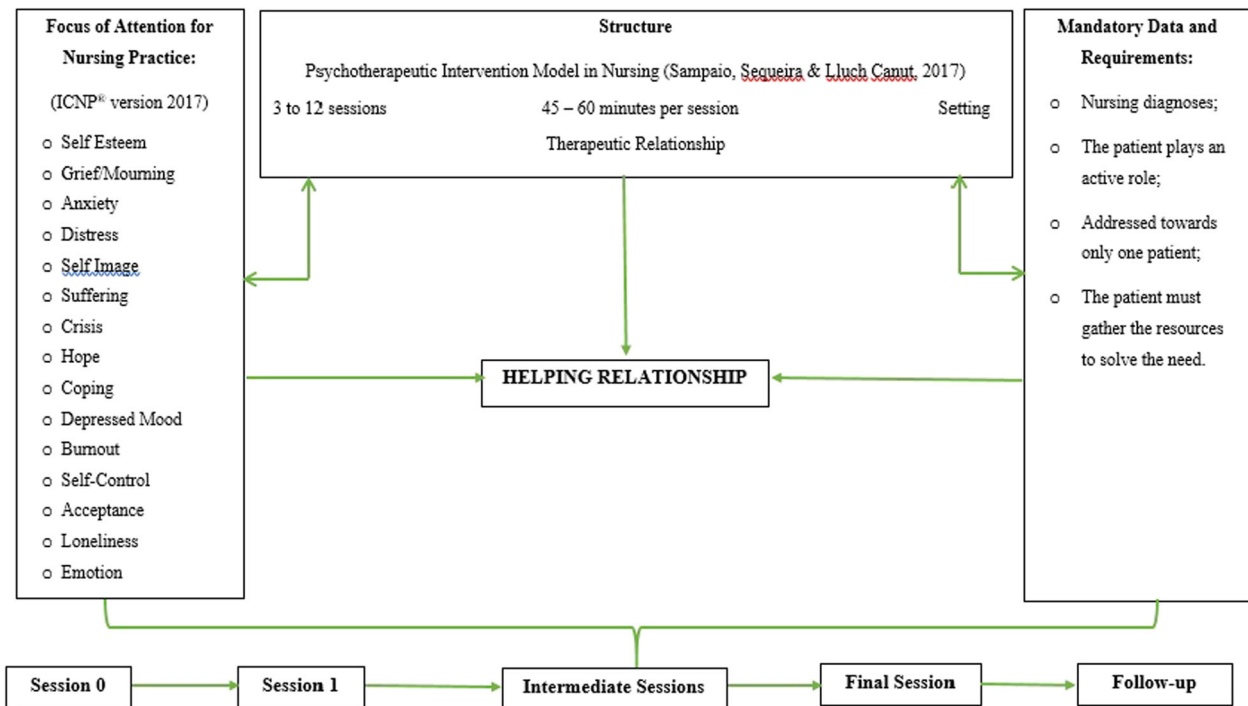 Focus of Attention for
Nursing Practice:
(ICNP® version 2017)
o Self Esteem
o Grief/Mourning
o Anxiety
o Distress
o Self Image
o Suffering
o Crisis
o Hope
o Coping
o Depressed Mood
o Burnout
o Self-Control
o Acceptance
o Loneliness
o Emotion
Structure
Psychotherapeutic Intervention Model in Nursing (Sampaio, Sequeira & Lluch Canut, 2017)
3 to 12 sessions 45 – 60 minutes per session Setting
Therapeutic Relationship
Mandatory Data and
Requirements:
o Nursing diagnoses;
o The patient plays an
active role;
o Addressed towards
only one patient;
o The patient must
gather the resources
to solve the need.
HELPING RELATIONSHIP
Session 0
Session 1
Intermediate Sessions
Final Session
Follow-up